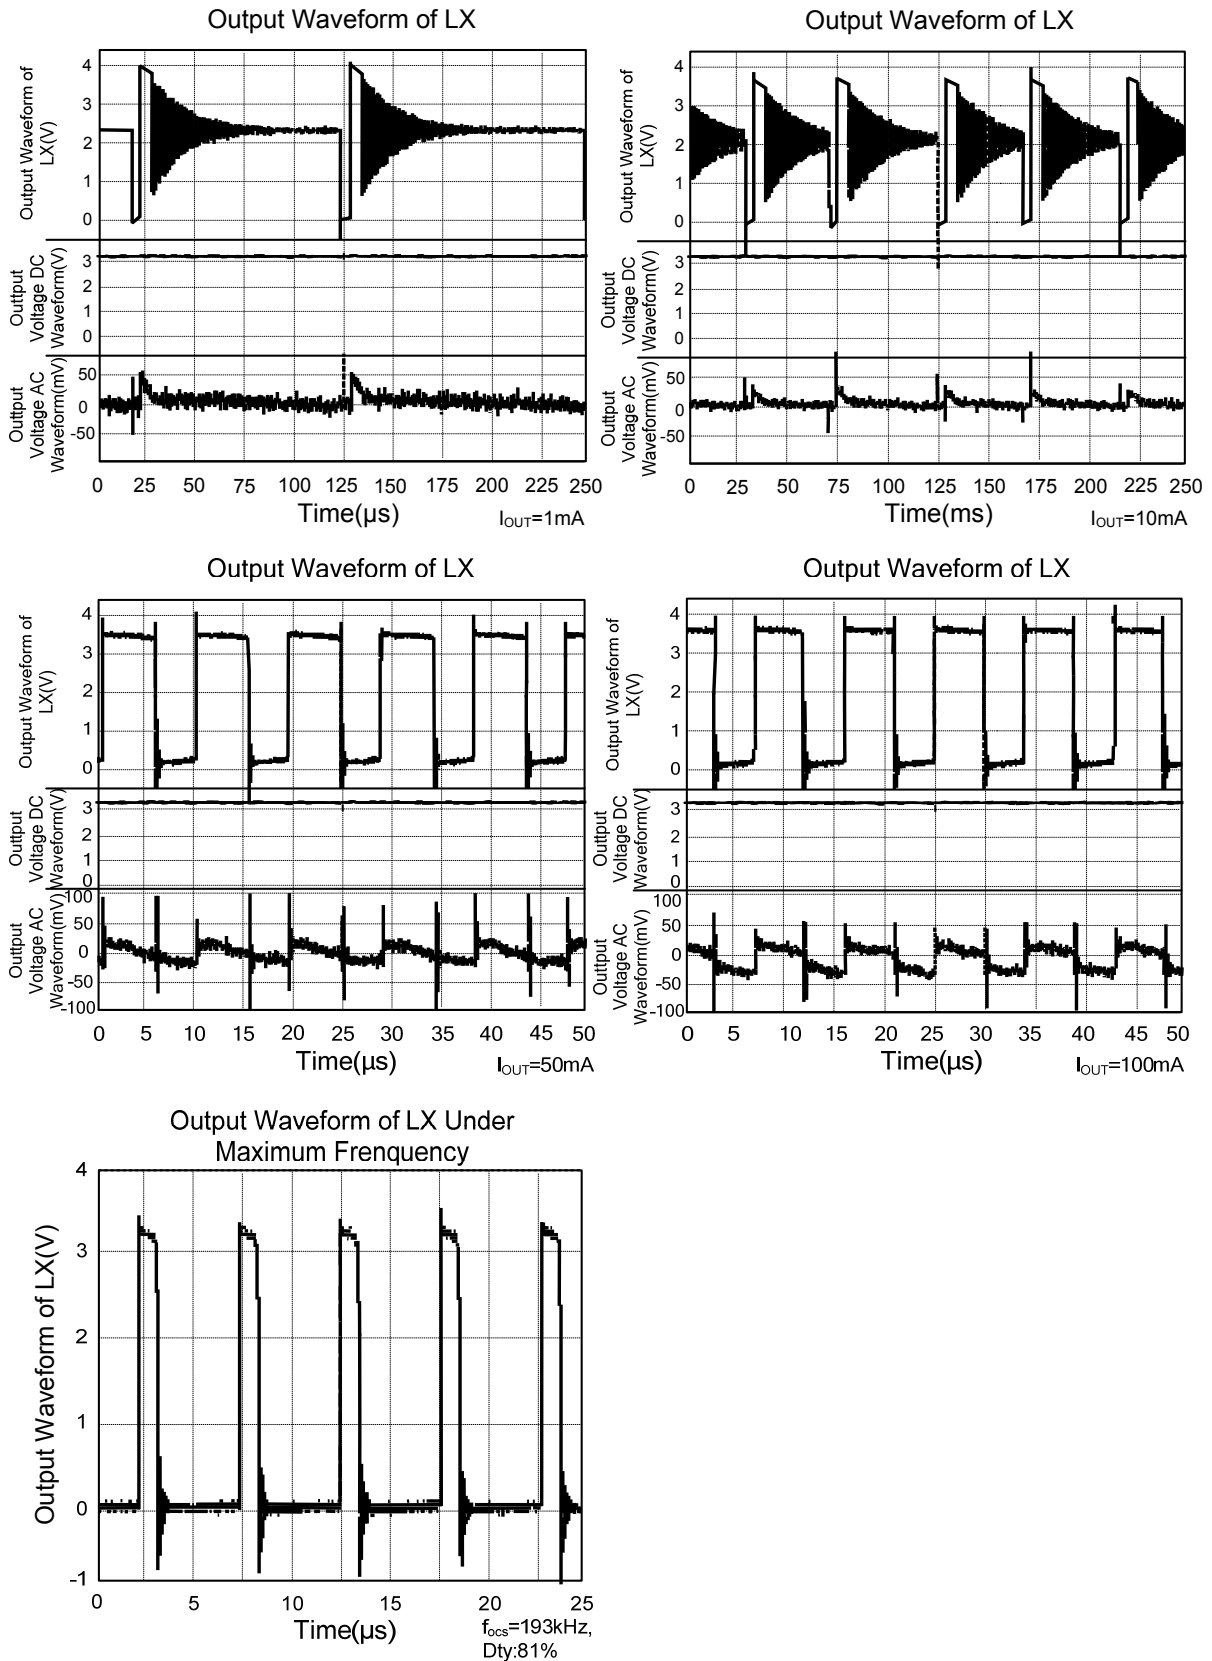 Output Waveform of LX
Output Waveform of
LX(V)
4
3
2
1
0
Outtput
Voltage DC
Waveform(V)
3
2
1
0
Outtput
Voltage AC
Waveform(mV)
50
0
-50
0 25 50 75 100 125 150 175 200 225 250
Time(µs)
IOUT=1mA
Output Waveform of LX
Output Waveform of
LX(V)
4
3
2
1
0
Outtput
Voltage DC
Waveform(V)
3
2
1
0
Outtput
Voltage AC
Waveform(mV)
50
0
-50
0 25 50 75 100 125 150 175 200 225 250
Time(ms)
IOUT=10mA
Output Waveform of LX
Output Waveform of
LX(V)
4
3
2
1
0
Outtput
Voltage DC
Waveform(V)
3
2
1
0
Outtput
Voltage AC
Waveform(mV)
100
50
0
-50
-100
0 5 10 15 20 25 30 35 40 45 50
Time(µs)
IOUT=50mA
Output Waveform of LX
Output Waveform of
LX(V)
4
3
2
1
0
Outtput
Voltage DC
Waveform(V)
3
2
1
0
Outtput
Voltage AC
Waveform(mV)
100
50
0
-50
-100
0 5 10 15 20 25 30 35 40 45 50
Time(µs)
IOUT=100mA
Output Waveform of LX Under
Maximum Frenquency
Output Waveform of LX(V)
4
3
2
1
0
-1
0 5 10 15 20 25
Time(µs)
focs=193kHz,
Dty:81%